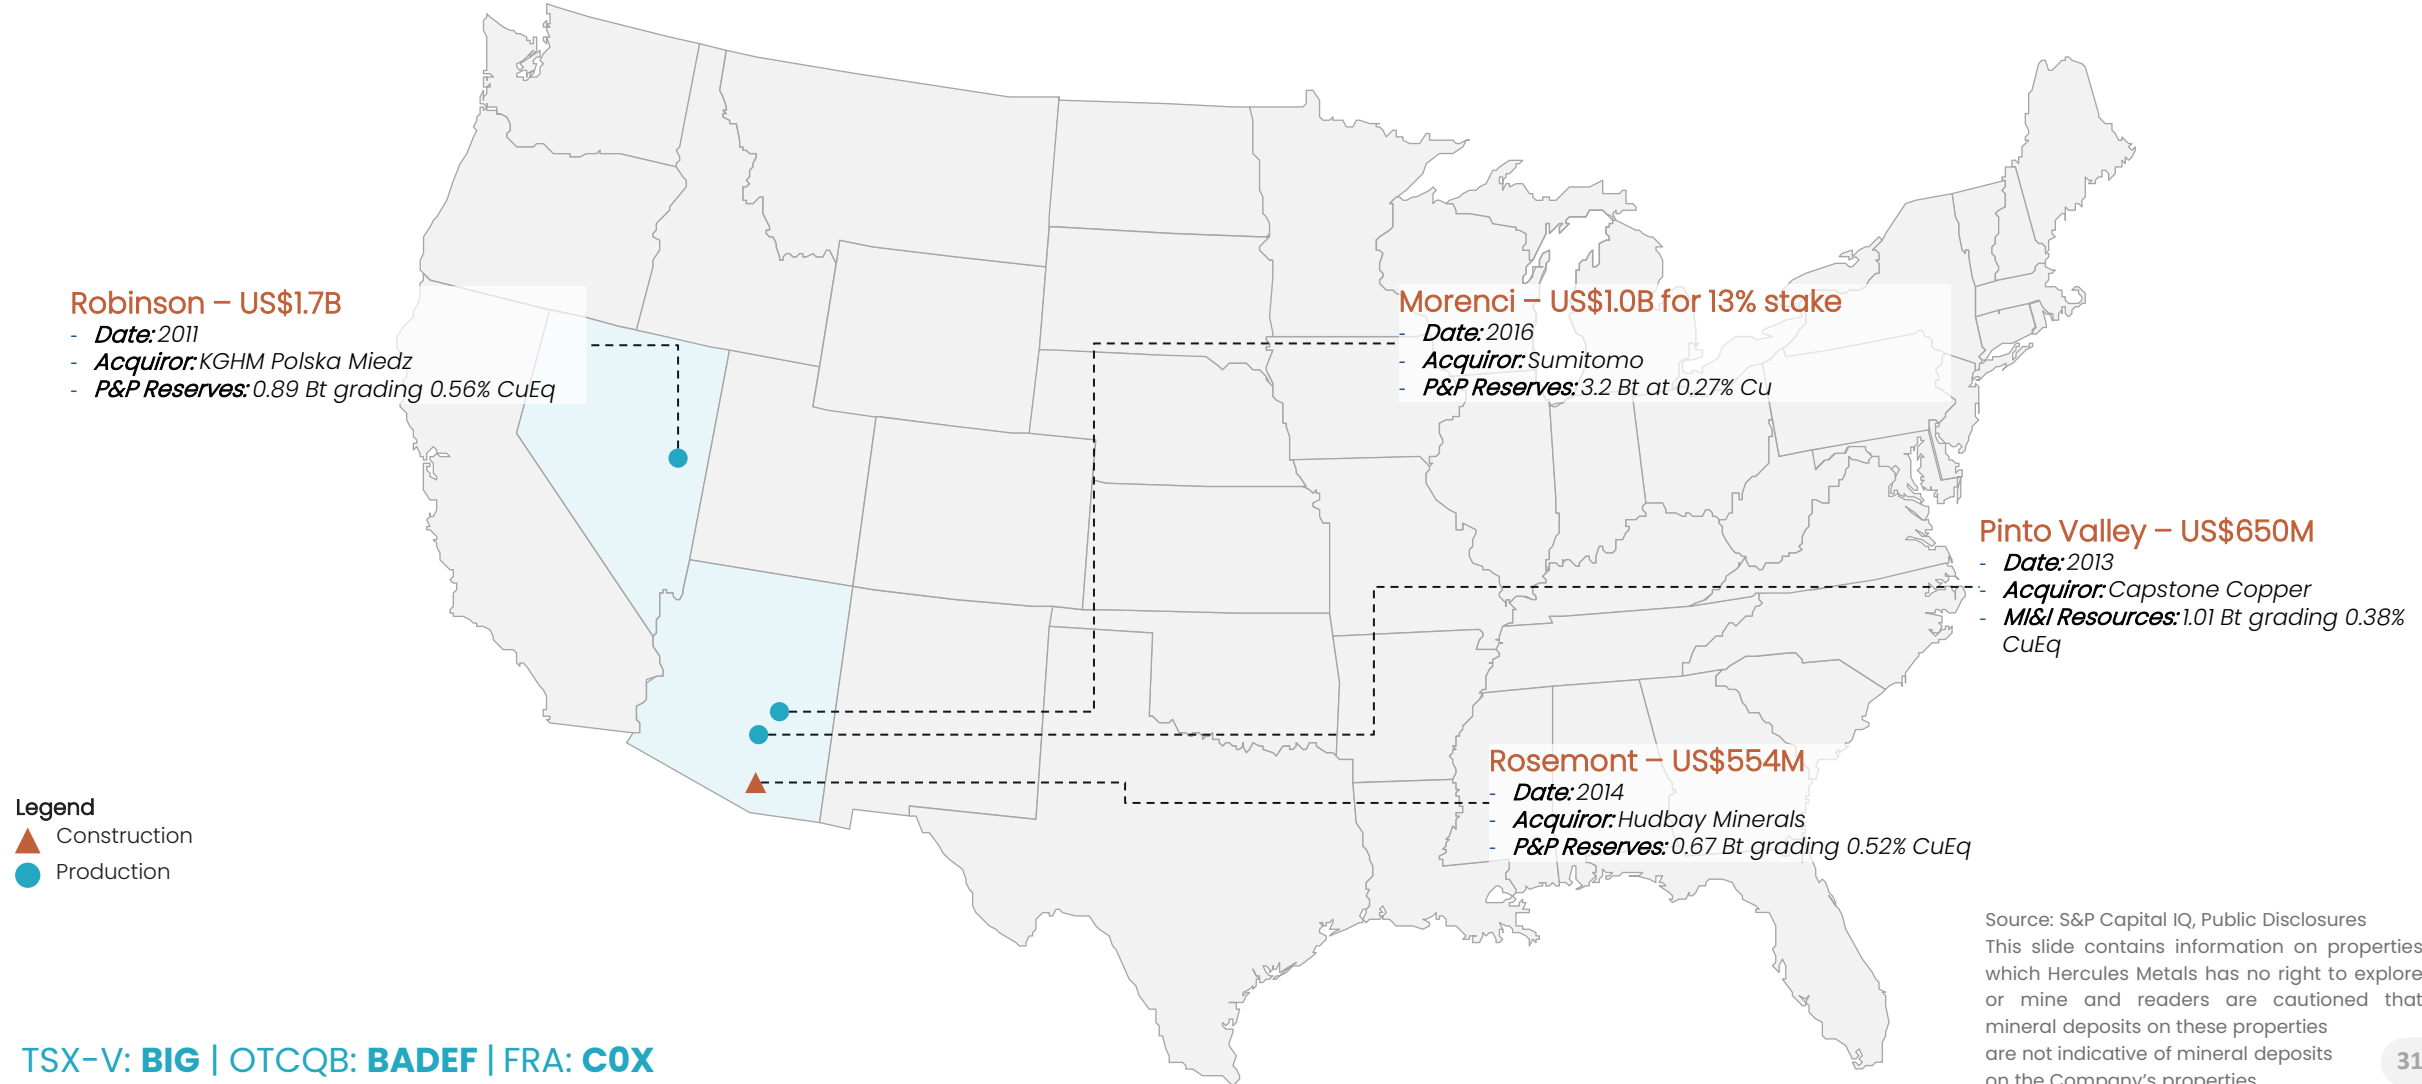 Robinson – US$1.7B
- Date: 2011
- Acquiror: KGHM Polska Miedz
- P&P Reserves: 0.89 Bt grading 0.56% CuEq
Morenci – US$1.0B for 13% stake
- Date: 2016
- Acquiror: Sumitomo
- P&P Reserves: 3.2 Bt at 0.27% Cu
Pinto Valley – US$650M
- Date: 2013
- Acquiror: Capstone Copper
- MI&I Resources: 1.01 Bt grading 0.38%
CuEq
Rosemont – US$554M
- Date: 2014
- Acquiror: Hudbay Minerals
- P&P Reserves: 0.67 Bt grading 0.52% CuEq
Legend
Construction
Production
Source: S&P Capital IQ, Public Disclosures
This slide contains information on properties
which Hercules Metals has no right to explore
or mine and readers are cautioned that
mineral deposits on these properties
are not indicative of mineral deposits
on the Company's properties
TSX-V: BIG | OTCQB: BADEF | FRA: C0X
31